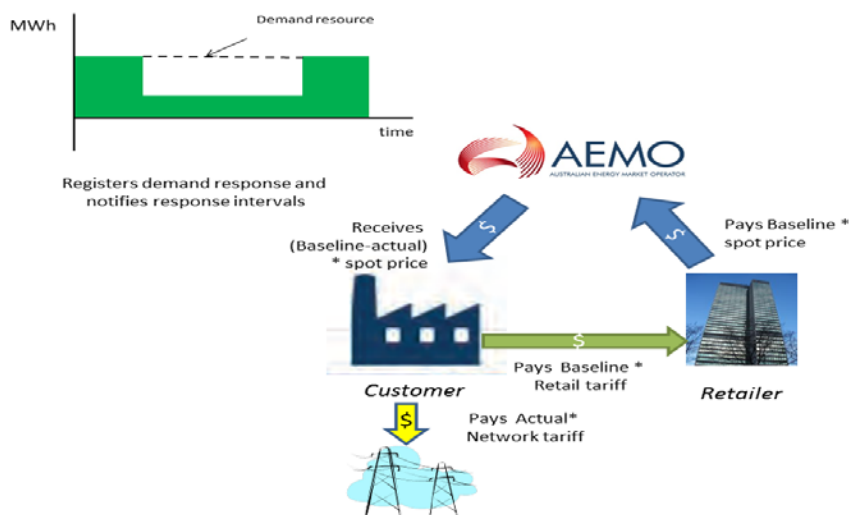 MWh
Demand resource
time
Registers demand response and
notifies response intervals
AEMO
AUSTRALIAN ENERGY MARKET OPERATOR
$
Receives
(Baseline-actual)
* spot price
$
Pays Baseline *
spot price
$
Pays Baseline *
Retail tariff
Customer
Retailer
$
Pays Actual*
Network tariff